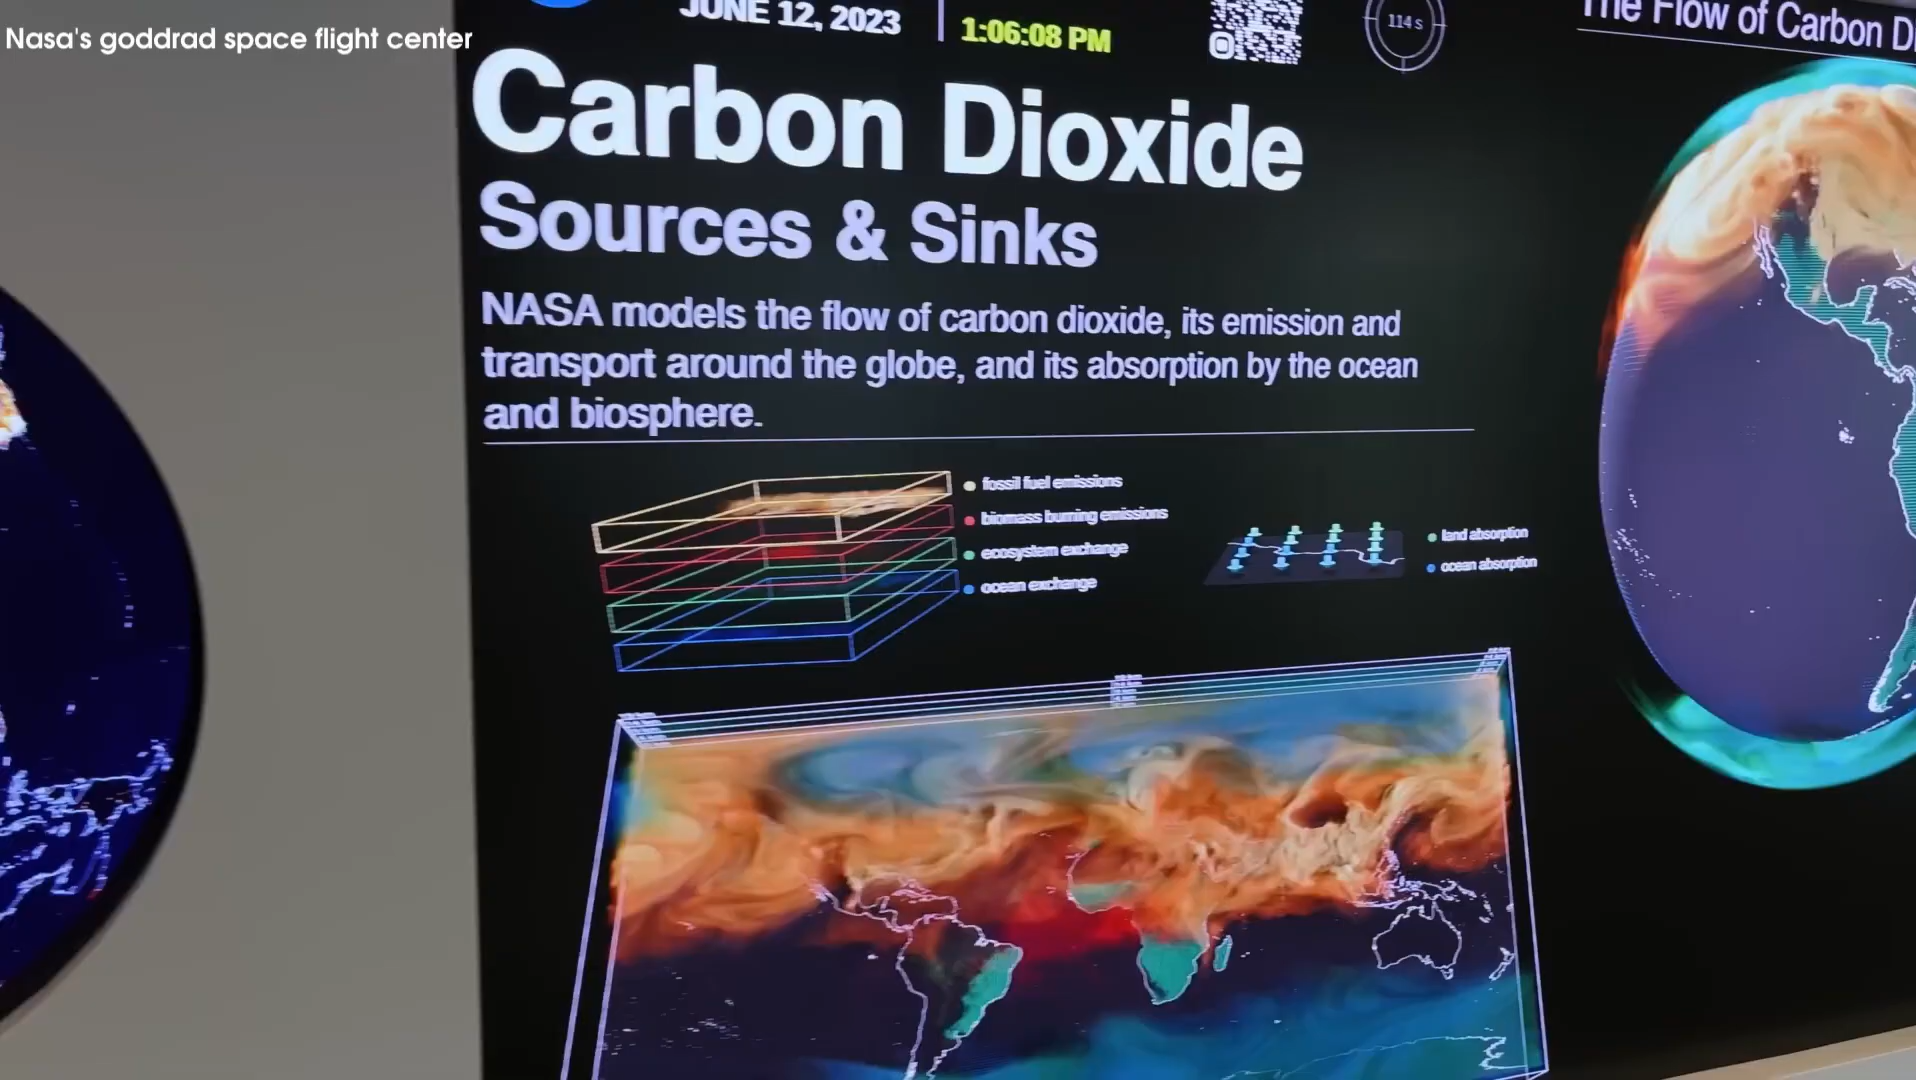 Nasa's goddrad space flight center
JUNE 12, 2023
1:06:08 PM
114 s
The Flow of Carbon
Carbon Dioxide
Sources & Sinks
NASA models the flow of carbon dioxide, its emission and
transport around the globe, and its absorption by the ocean
and biosphere.
fossil fuel emissions
biomass burning emissions
ecosystem exchange
ocean exchange
land absorption
ocean absorption